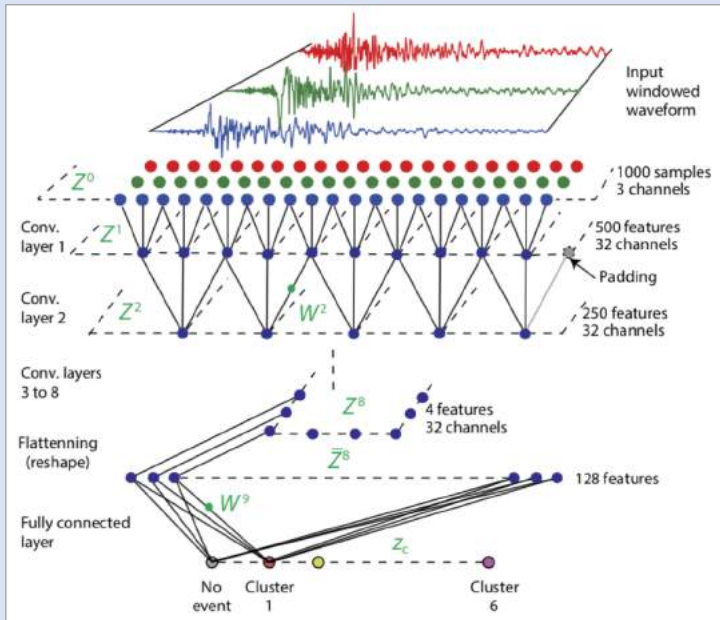 Input
windowed
waveform
Z⁰
1000 samples
3 channels
Conv.
layer 1
Z¹
500 features
32 channels
Padding
Conv.
layer 2
Z²
W²
250 features
32 channels
Conv. layers
3 to 8
Z⁸
4 features
32 channels
Flattenning
(reshape)
Z̅⁸
128 features
W⁹
Fully connected
layer
z_c
No
event
Cluster
1
Cluster
6